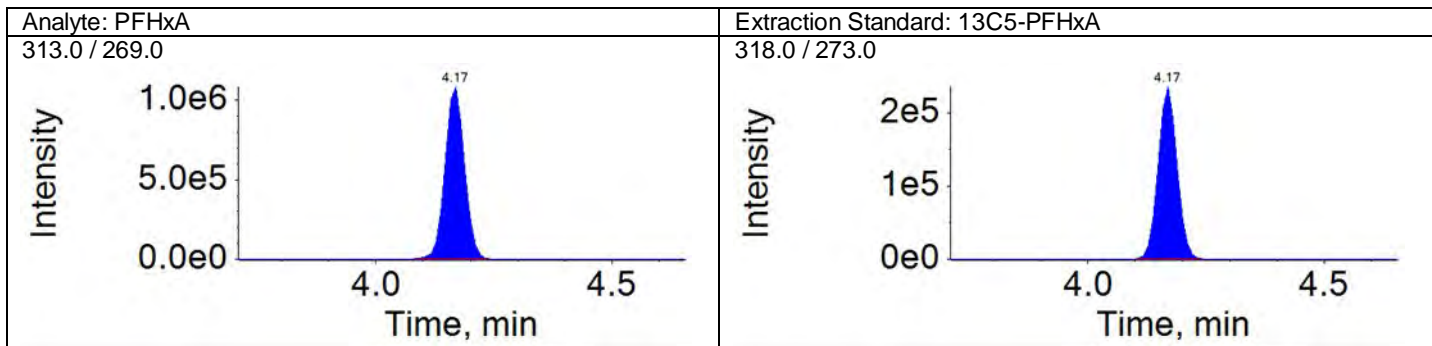 Analyte: PFHxA
313.0 / 269.0
4.17
1.0e6
5.0e5
0.0e0
Intensity
4.0 4.5
Time, min
Extraction Standard: 13C5-PFHxA
318.0 / 273.0
4.17
2e5
1e5
0e0
Intensity
4.0 4.5
Time, min